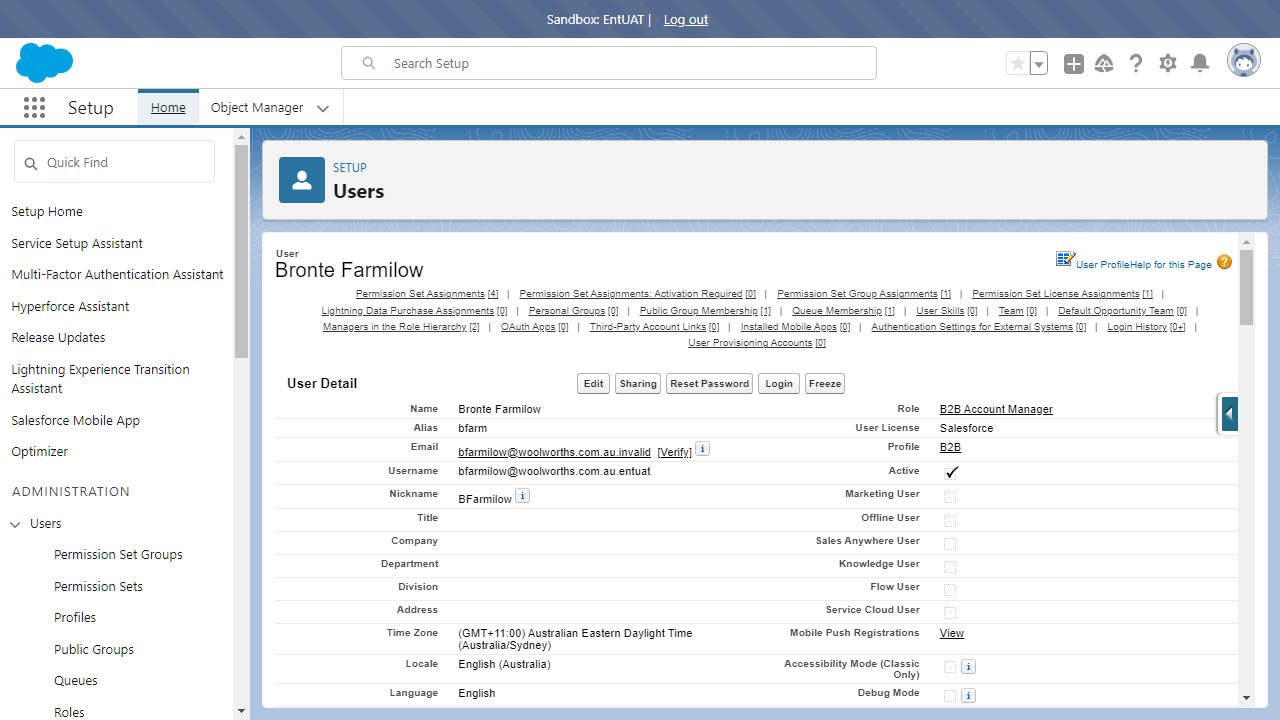 Sandbox: EntUAT | Log out
Search Setup
Setup Home Object Manager
Quick Find
Setup Home
Service Setup Assistant
Multi-Factor Authentication Assistant
Hyperforce Assistant
Release Updates
Lightning Experience Transition
Assistant
Salesforce Mobile App
Optimizer
ADMINISTRATION
Users
Permission Set Groups
Permission Sets
Profiles
Public Groups
Queues
Roles
SETUP
Users
User
Bronte Farmilow
User Profile Help for this Page ?
Permission Set Assignments [4] | Permission Set Assignments: Activation Required [0] | Permission Set Group Assignments [1] | Permission Set License Assignments [1] |
Lightning Data Purchase Assignments [0] | Personal Groups [0] | Public Group Membership [1] | Queue Membership [1] | User Skills [0] | Team [0] | Default Opportunity Team [0] |
Managers in the Role Hierarchy [2] | OAuth Apps [0] | Third-Party Account Links [0] | Installed Mobile Apps [0] | Authentication Settings for External Systems [0] | Login History [0+] |
User Provisioning Accounts [0]
User Detail Edit Sharing Reset Password Login Freeze
Name Bronte Farmilow Role B2B Account Manager
Alias bfarm User License Salesforce
Email bfarmilow@woolworths.com.au.invalid [Verify] i Profile B2B
Username bfarmilow@woolworths.com.au.entuat Active
Nickname BFarmilow i Marketing User
Title Offline User
Company Sales Anywhere User
Department Knowledge User
Division Flow User
Address Service Cloud User
Time Zone (GMT+11:00) Australian Eastern Daylight Time Mobile Push Registrations View
(Australia/Sydney)
Locale English (Australia) Accessibility Mode (Classic i
Only)
Language English Debug Mode i